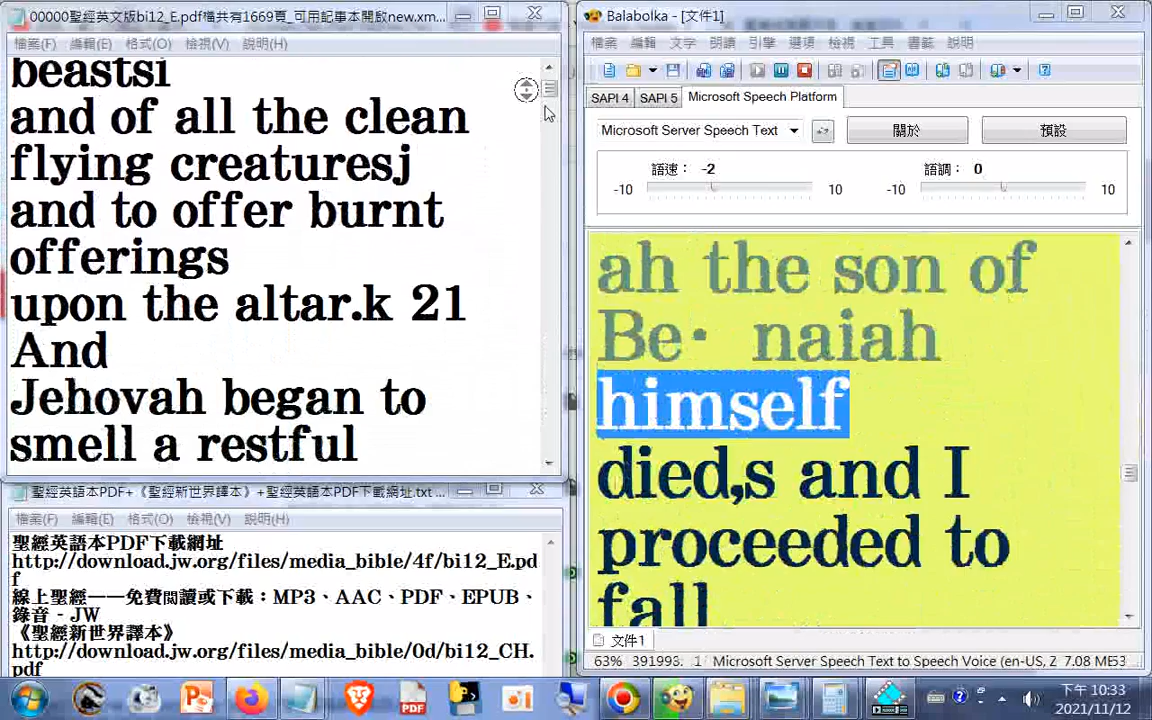 00000聖經英文版bi12_E.pdf檔共有1669頁_可用記事本開啟new.xm...
檔案(F) 編輯(E) 格式(O) 檢視(V) 說明(H)
beastsi
and of all the clean
flying creaturesj
and to offer burnt
offerings
upon the altar.k 21
And
Jehovah began to
smell a restful
聖經英語本PDF+《聖經新世界譯本》+聖經英語本PDF下載網址.txt ...
檔案(F) 編輯(E) 格式(O) 檢視(V) 說明(H)
聖經英語本PDF下載網址
http://download.jw.org/files/media_bible/4f/bi12_E.pd
f
線上聖經——免費閱讀或下載：MP3、AAC、PDF、EPUB、
錄音 - JW
《聖經新世界譯本》
http://download.jw.org/files/media_bible/0d/bi12_CH.
pdf
Balabolka - [文件1]
檔案 編輯 文字 朗讀 引擎 選項 檢視 工具 書籤 說明
SAPI 4 SAPI 5 Microsoft Speech Platform
Microsoft Server Speech Text 關於 預設
語速： -2 語調： 0
-10 10 -10 10
ah the son of
Be· naiah
himself
died,s and I
proceeded to
fall
文件1
63% 391993. 1 Microsoft Server Speech Text to Speech Voice (en-US, Z 7.08 ME53
PDF
下午 10:33
2021/11/12